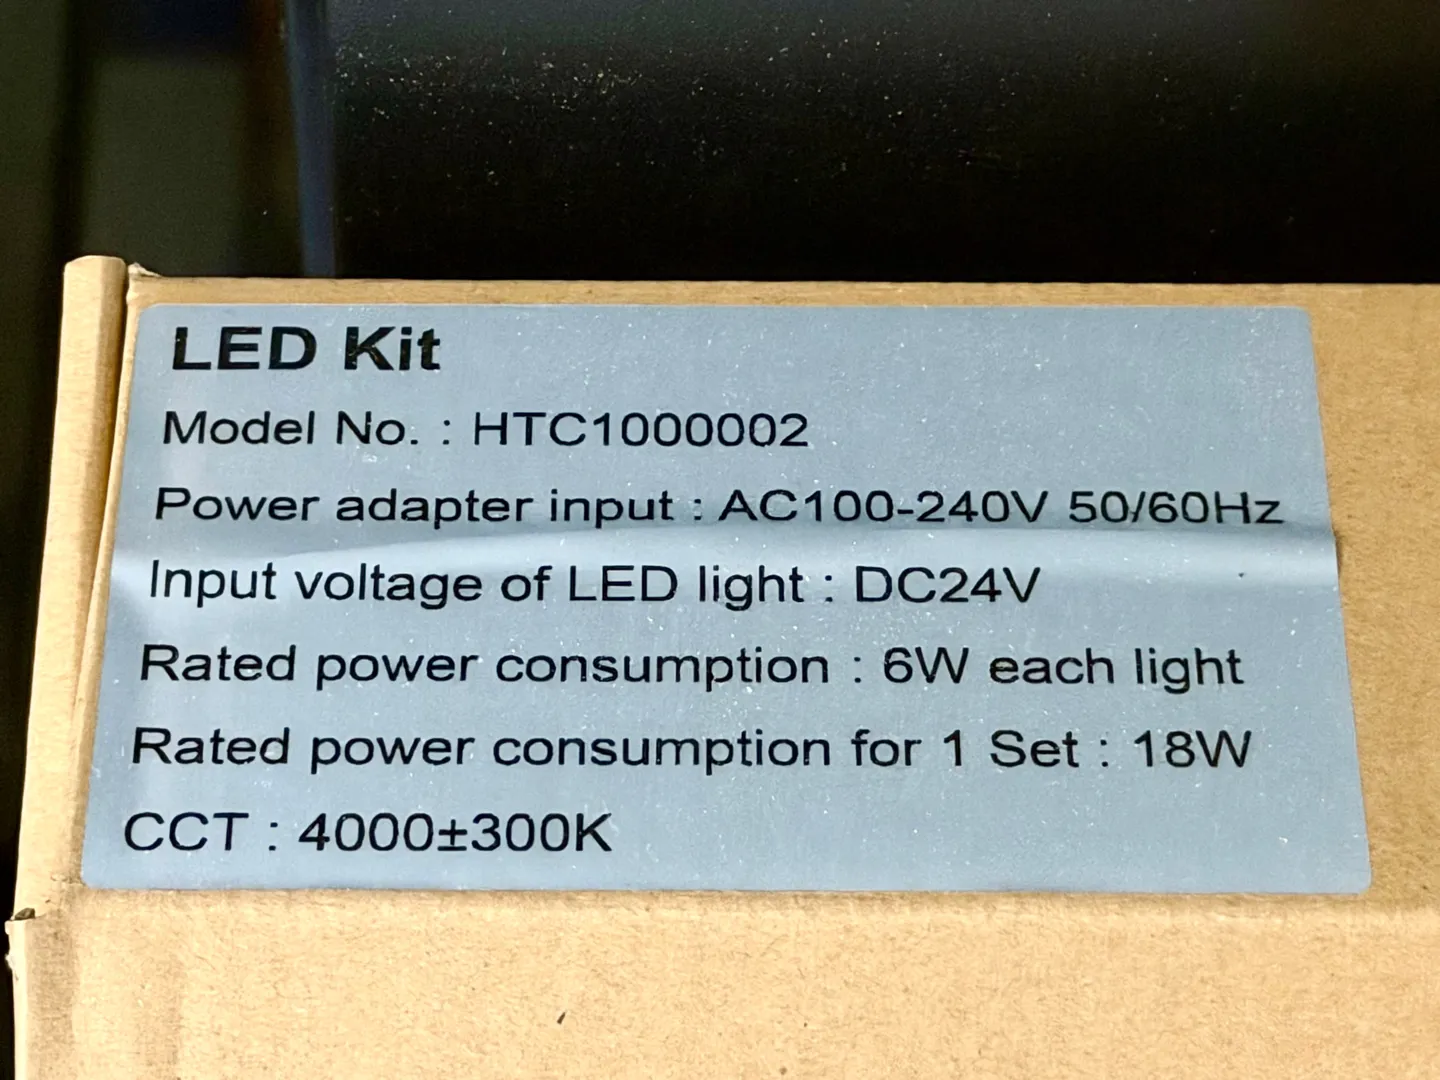 LED Kit
Model No. : HTC1000002
Power adapter input : AC100-240V 50/60Hz
Input voltage of LED light : DC24V
Rated power consumption : 6W each light
Rated power consumption for 1 Set : 18W
CCT : 4000±300K